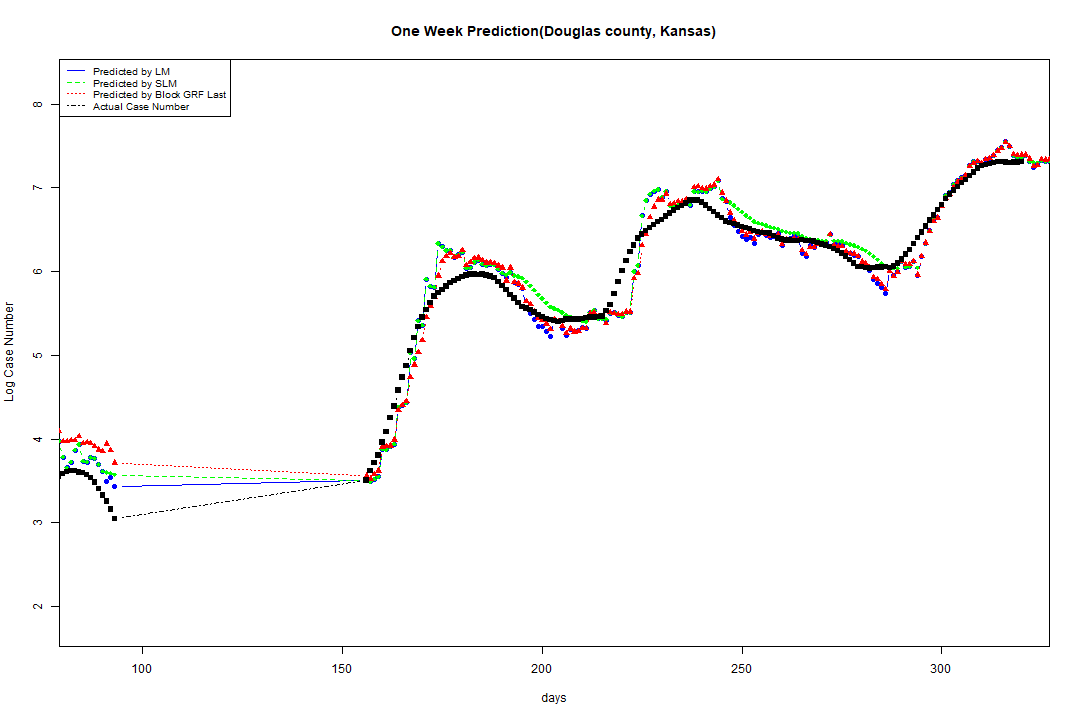 One Week Prediction(Douglas county, Kansas)
Predicted by LM
Predicted by SLM
Predicted by Block GRF Last
Actual Case Number
8
7
6
5
4
3
2
Log Case Number
100 150 200 250 300
days